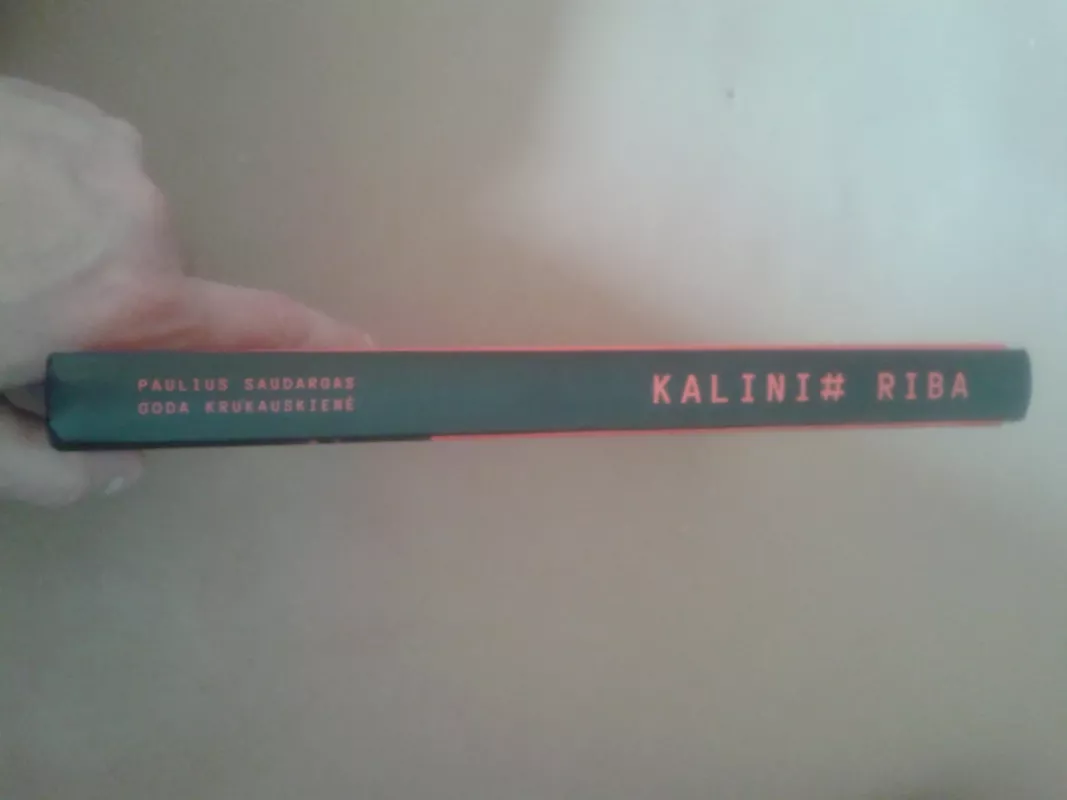 PAULIUS SAUDARGAS
GODA KRUKAUSKIENĖ
KALINI# RIBA